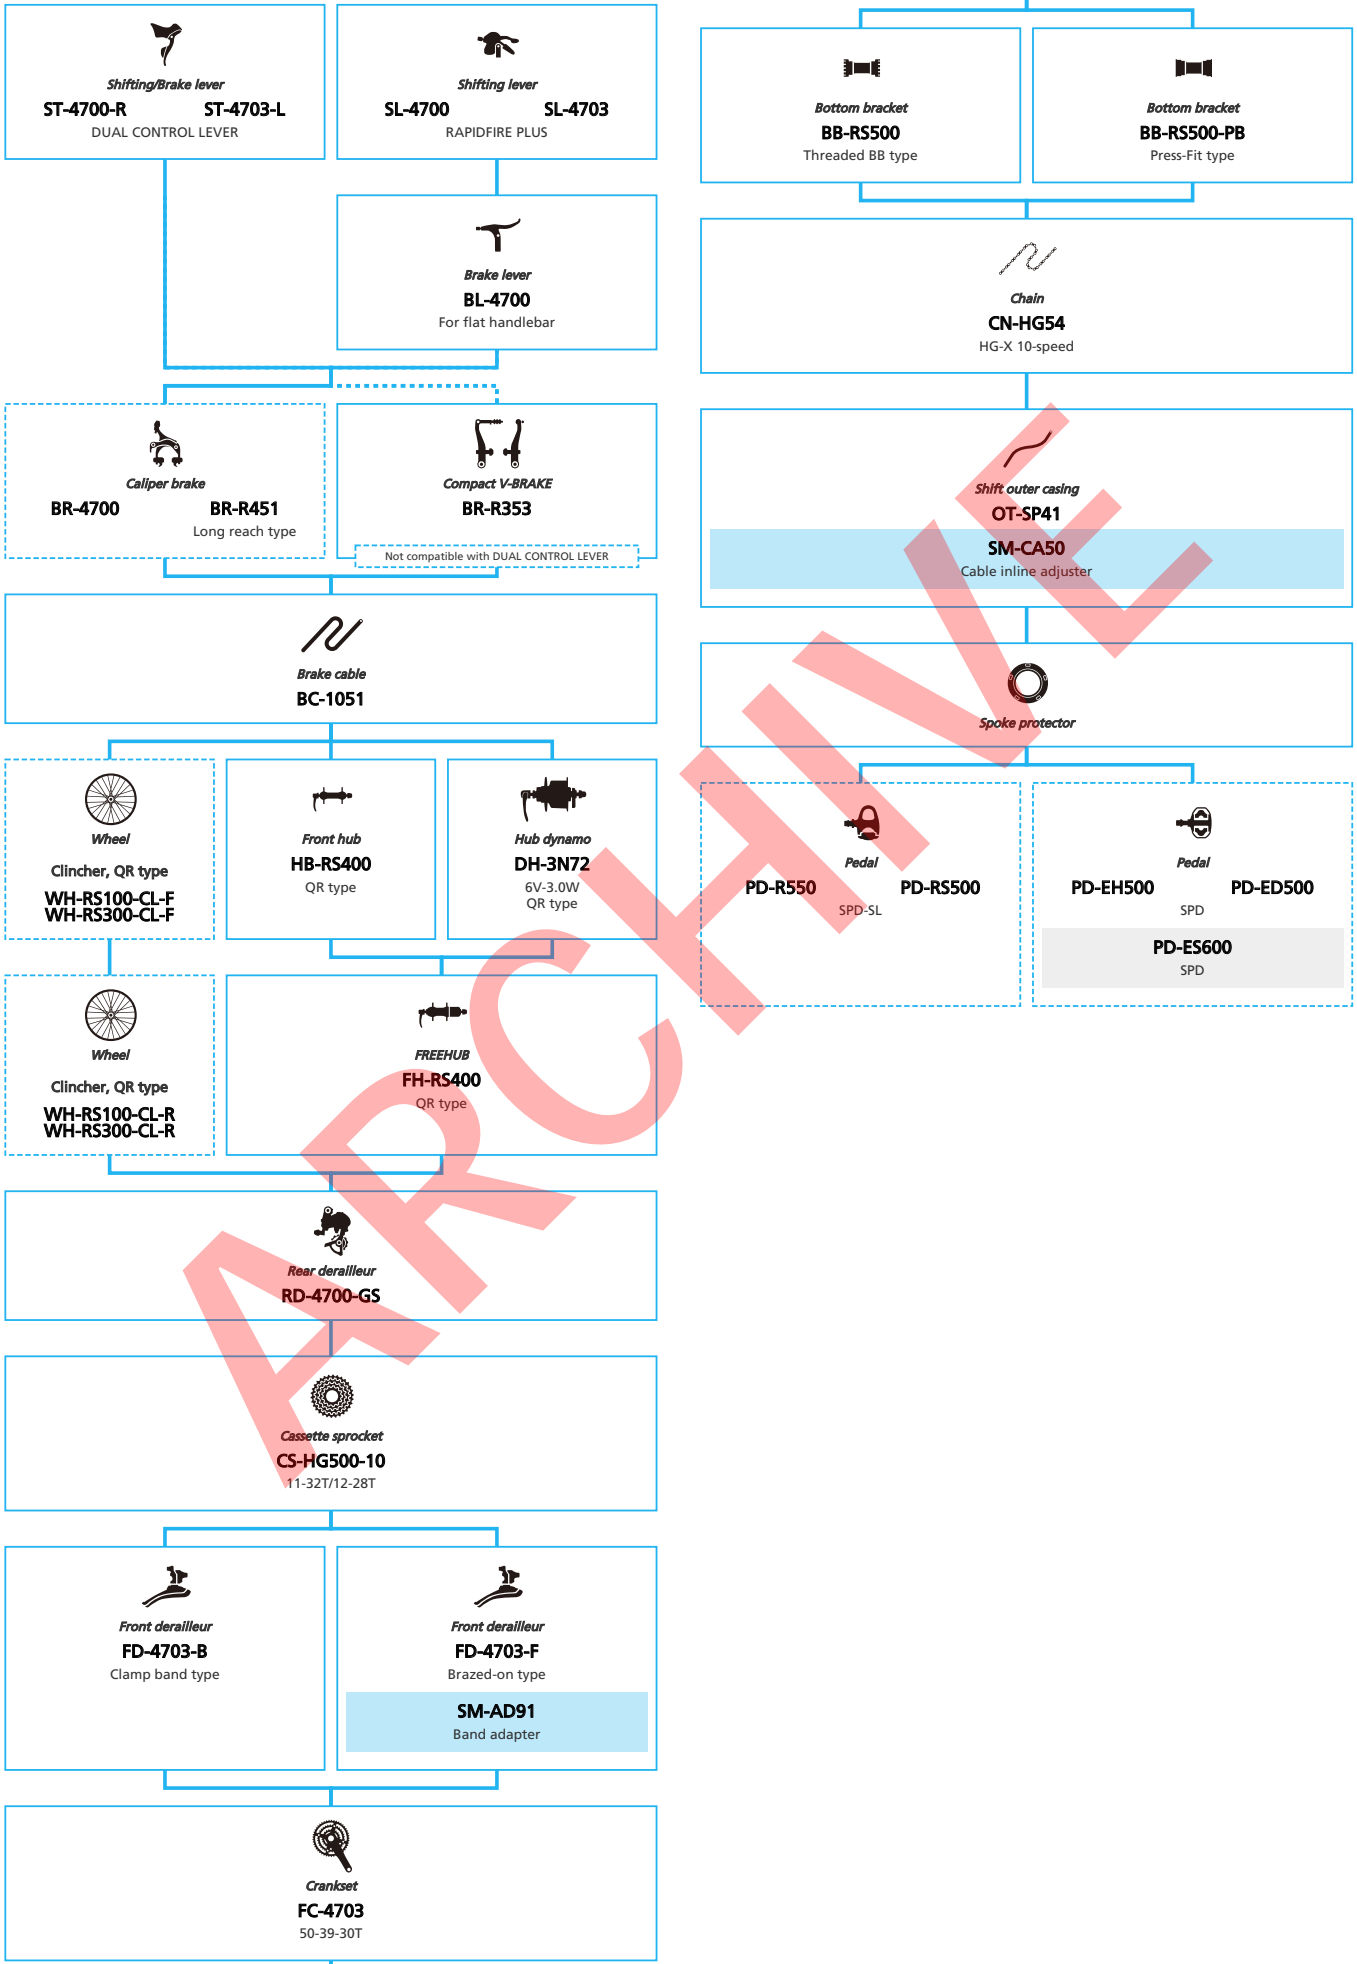 Shifting/Brake lever
ST-4700-R ST-4703-L
DUAL CONTROL LEVER
Shifting lever
SL-4700 SL-4703
RAPIDFIRE PLUS
Brake lever
BL-4700
For flat handlebar
Caliper brake
BR-4700 BR-R451
Long reach type
Compact V-BRAKE
BR-R353
Not compatible with DUAL CONTROL LEVER
Brake cable
BC-1051
Wheel
Clincher, QR type
WH-RS100-CL-F
WH-RS300-CL-F
Front hub
HB-RS400
QR type
Hub dynamo
DH-3N72
6V-3.0W
QR type
Wheel
Clincher, QR type
WH-RS100-CL-R
WH-RS300-CL-R
FREEHUB
FH-RS400
QR type
Rear derailleur
RD-4700-GS
Cassette sprocket
CS-HG500-10
11-32T/12-28T
Front derailleur
FD-4703-B
Clamp band type
Front derailleur
FD-4703-F
Brazed-on type
SM-AD91
Band adapter
Crankset
FC-4703
50-39-30T
Bottom bracket
BB-RS500
Threaded BB type
Bottom bracket
BB-RS500-PB
Press-Fit type
Chain
CN-HG54
HG-X 10-speed
Shift outer casing
OT-SP41
SM-CA50
Cable inline adjuster
Spoke protector
Pedal
PD-R550 PD-RS500
SPD-SL
Pedal
PD-EH500 PD-ED500
SPD
PD-ES600
SPD
ARCHIVE